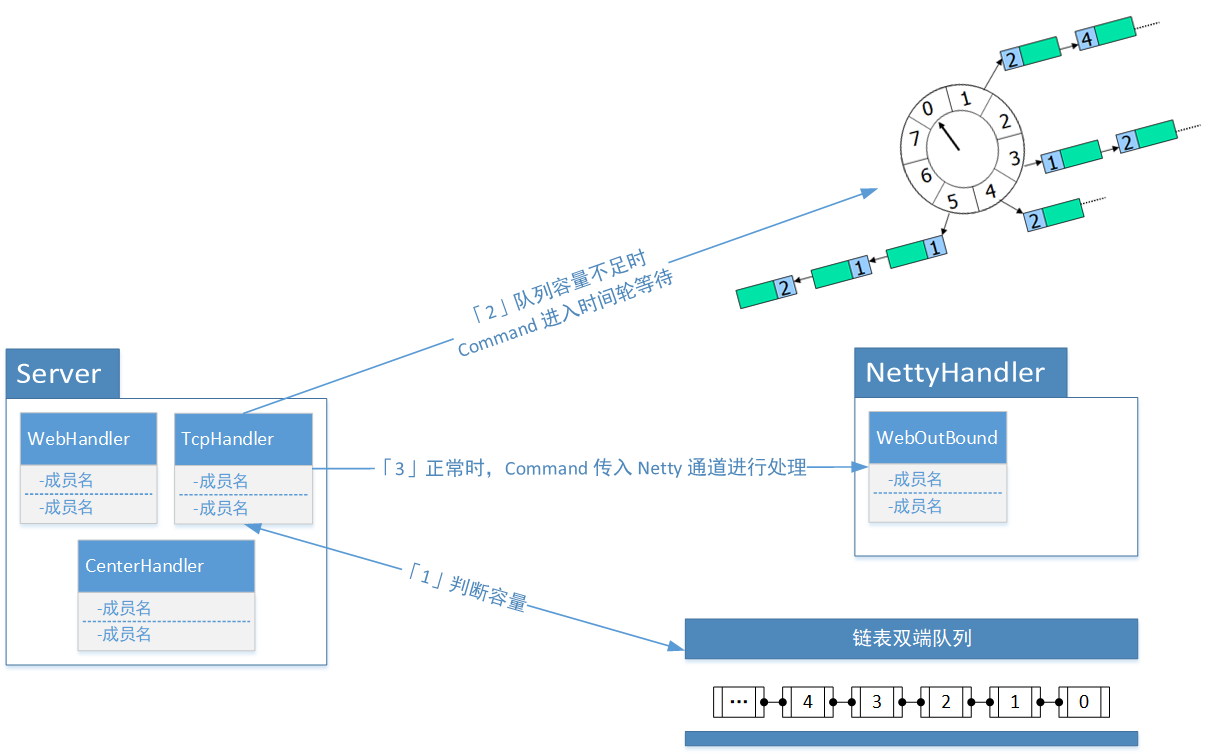 2
4
0
1
2
3
4
5
6
7
1
2
2
1
1
2
「2」队列容量不足时
Command 进入时间轮等待
Server
WebHandler
-成员名
-成员名
TcpHandler
-成员名
-成员名
CenterHandler
-成员名
-成员名
「3」正常时，Command 传入 Netty 通道进行处理
NettyHandler
WebOutBound
-成员名
-成员名
「1」判断容量
链表双端队列
··· 4 3 2 1 0